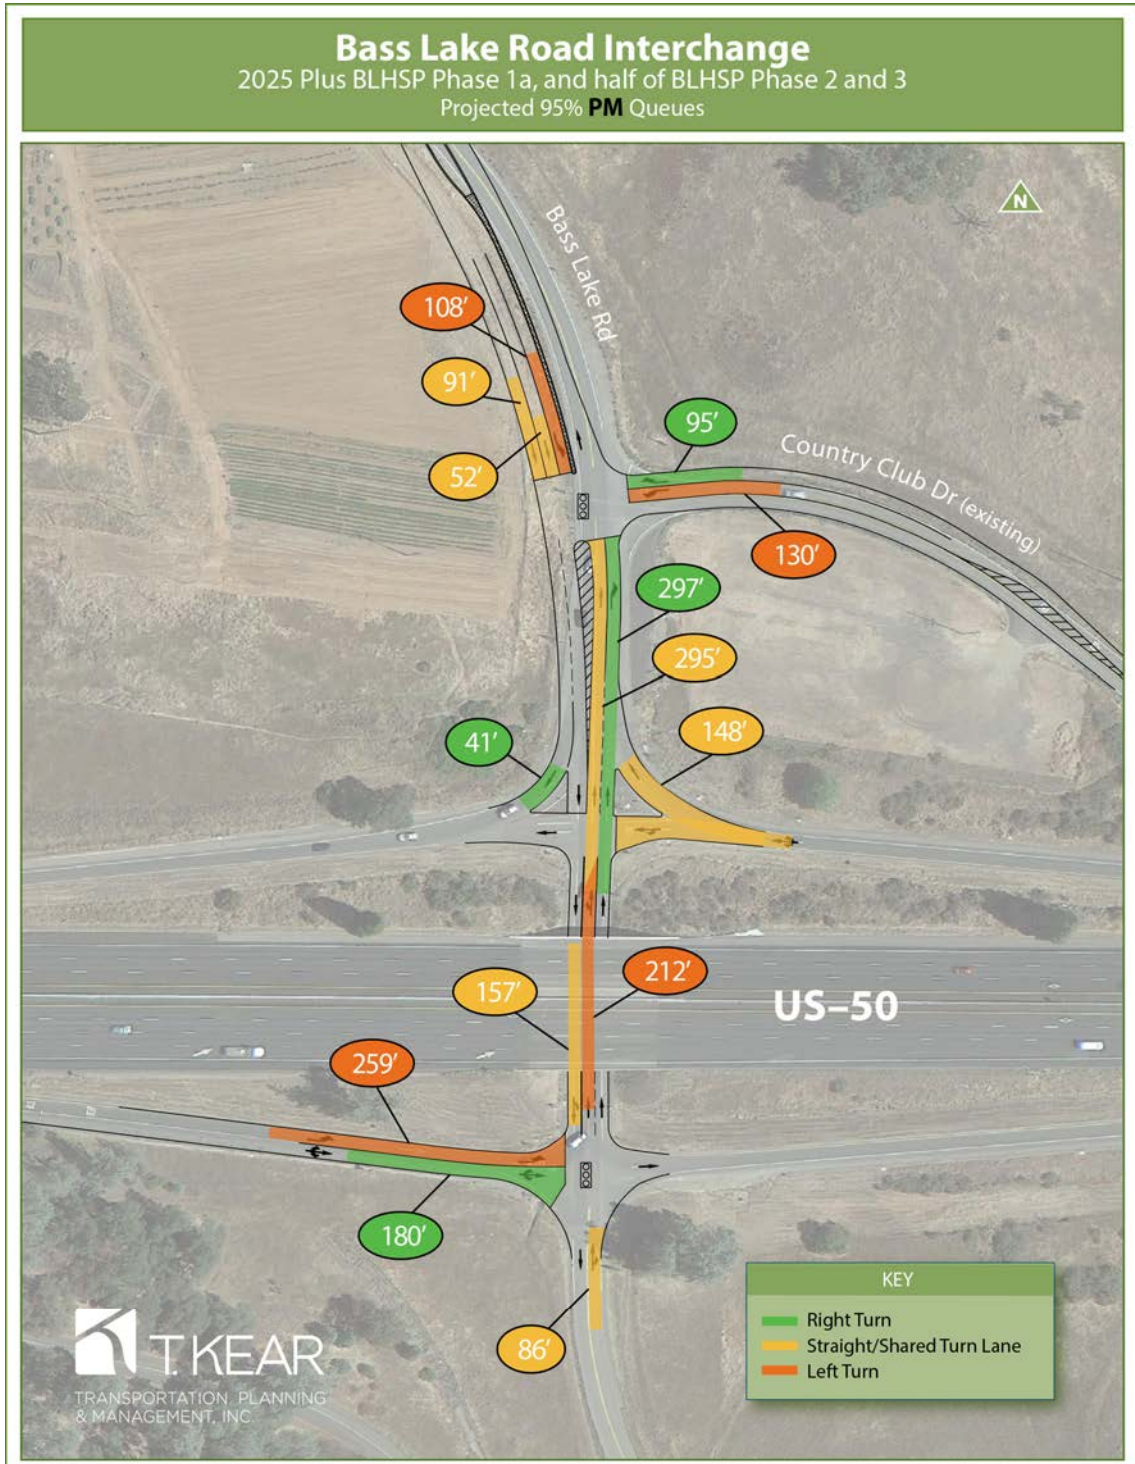 Bass Lake Road Interchange
2025 Plus BLHSP Phase 1a, and half of BLHSP Phase 2 and 3
Projected 95% PM Queues
N
Bass Lake Rd
108'
91'
95'
Country Club Dr (existing)
52'
130'
297'
295'
148'
41'
212'
157'
US–50
259'
180'
86'
KEY
Right Turn
Straight/Shared Turn Lane
Left Turn
T.KEAR
TRANSPORTATION PLANNING
& MANAGEMENT, INC.